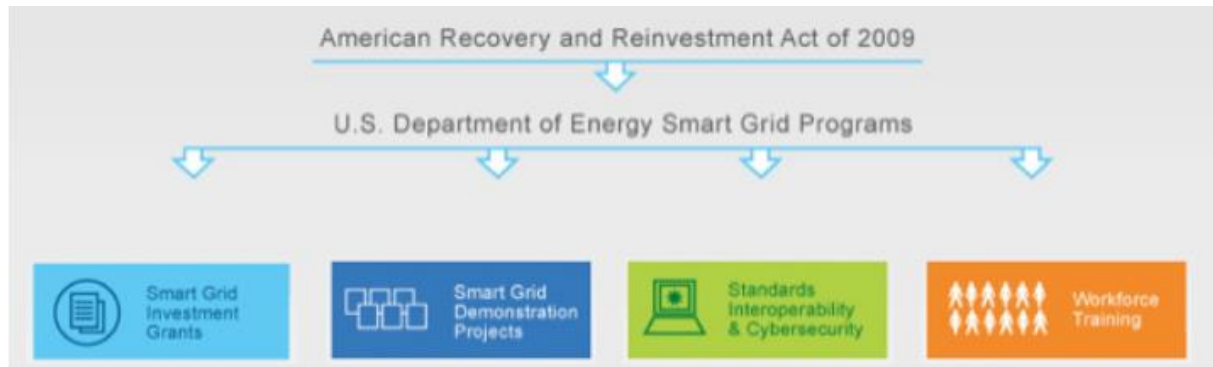 American Recovery and Reinvestment Act of 2009
U.S. Department of Energy Smart Grid Programs
Smart Grid
Investment
Grants
Smart Grid
Demonstration
Projects
Standards
Interoperability
& Cybersecurity
Workforce
Training